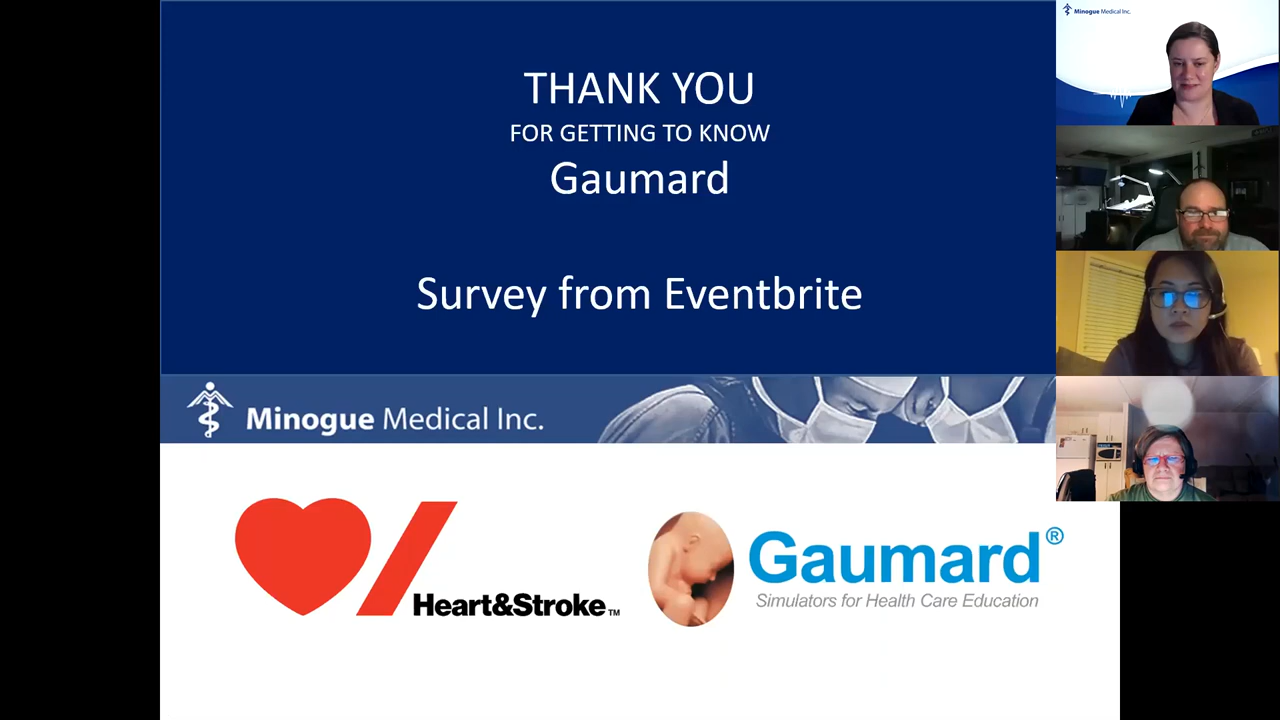 THANK YOU
FOR GETTING TO KNOW
Gaumard
Survey from Eventbrite
Minogue Medical Inc.
Minogue Medical Inc.
Heart&Stroke™
Gaumard®
Simulators for Health Care Education